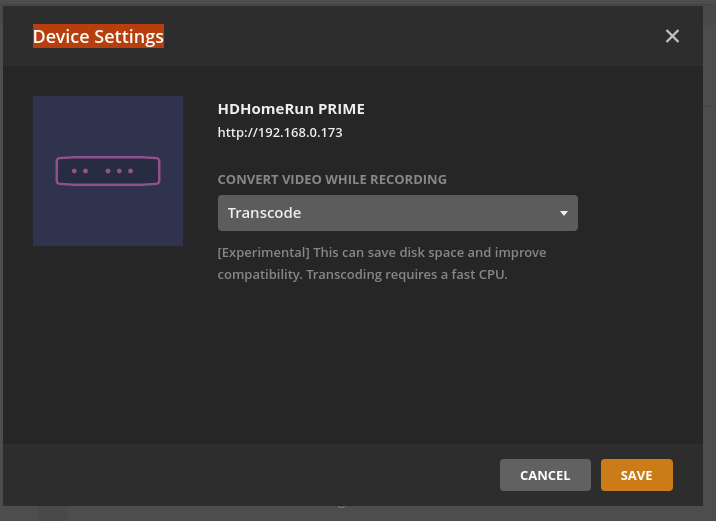 Device Settings
HDHomeRun PRIME
http://192.168.0.173
CONVERT VIDEO WHILE RECORDING
Transcode
[Experimental] This can save disk space and improve
compatibility. Transcoding requires a fast CPU.
CANCEL
SAVE